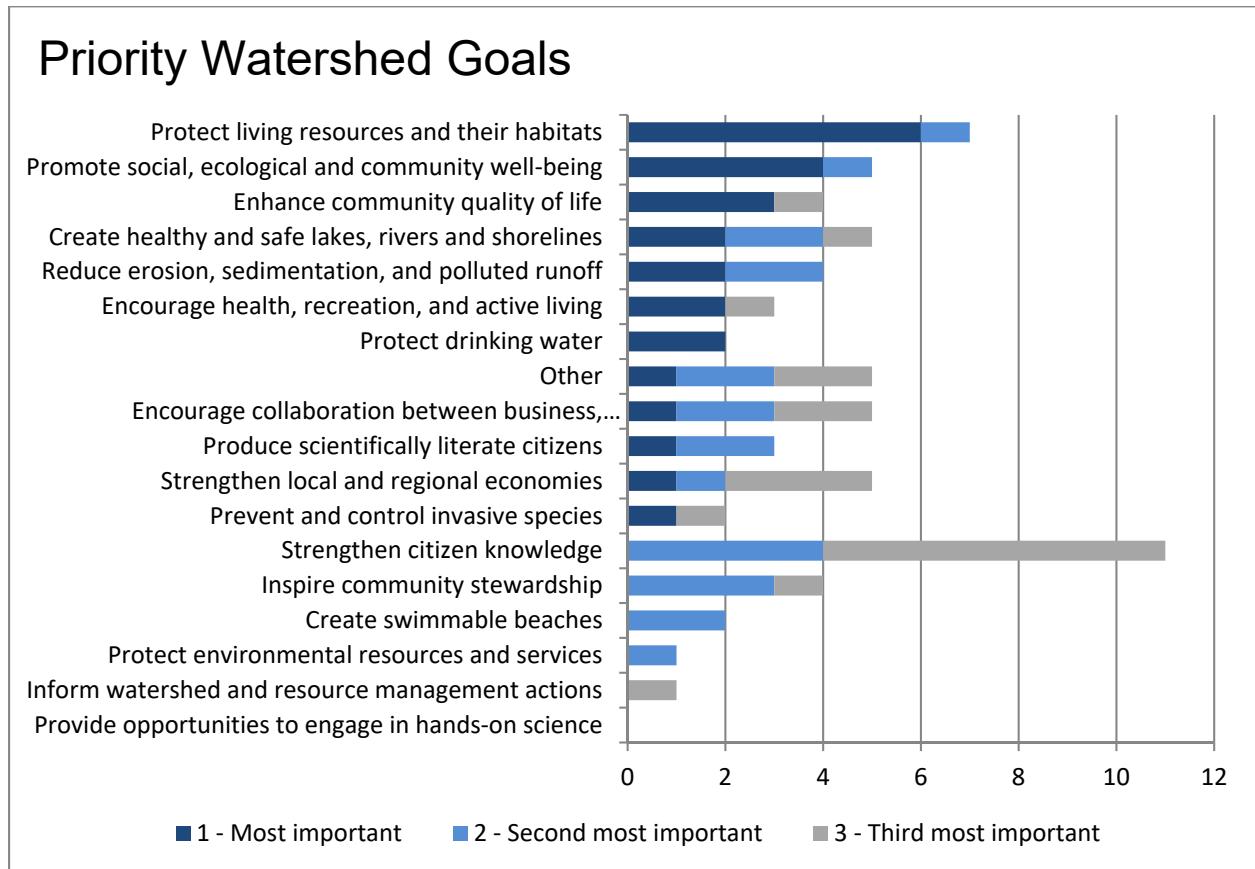 Priority Watershed Goals
Protect living resources and their habitats
Promote social, ecological and community well-being
Enhance community quality of life
Create healthy and safe lakes, rivers and shorelines
Reduce erosion, sedimentation, and polluted runoff
Encourage health, recreation, and active living
Protect drinking water
Other
Encourage collaboration between business,...
Produce scientifically literate citizens
Strengthen local and regional economies
Prevent and control invasive species
Strengthen citizen knowledge
Inspire community stewardship
Create swimmable beaches
Protect environmental resources and services
Inform watershed and resource management actions
Provide opportunities to engage in hands-on science
0 2 4 6 8 10 12
1 - Most important 2 - Second most important 3 - Third most important